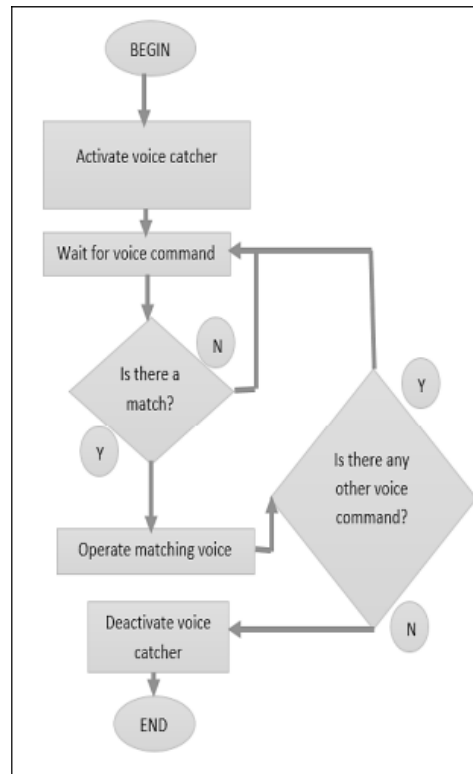 BEGIN
Activate voice catcher
Wait for voice command
N
Is there a
match?
Y
Y
Is there any
other voice
command?
Operate matching voice
N
Deactivate voice
catcher
END